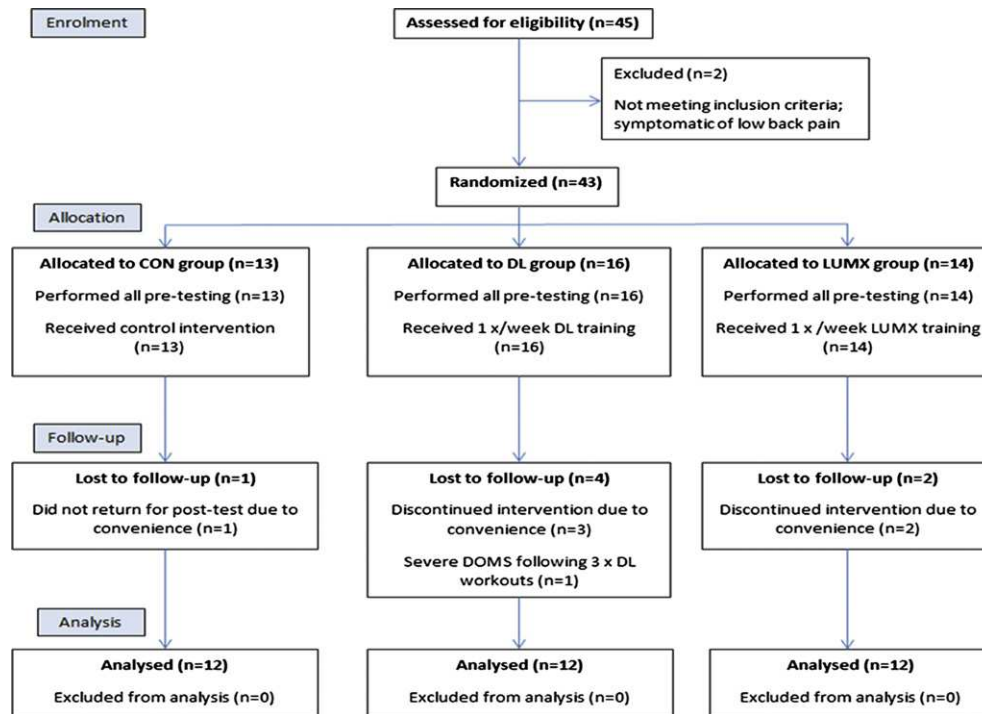 Enrolment
Assessed for eligibility (n=45)
Excluded (n=2)
Not meeting inclusion criteria;
symptomatic of low back pain
Randomized (n=43)
Allocation
Allocated to CON group (n=13)
Performed all pre-testing (n=13)
Received control intervention
(n=13)
Allocated to DL group (n=16)
Performed all pre-testing (n=16)
Received 1 x/week DL training
(n=16)
Allocated to LUMX group (n=14)
Performed all pre-testing (n=14)
Received 1 x /week LUMX training
(n=14)
Follow-up
Lost to follow-up (n=1)
Did not return for post-test due to
convenience (n=1)
Lost to follow-up (n=4)
Discontinued intervention due to
convenience (n=3)
Severe DOMS following 3 x DL
workouts (n=1)
Lost to follow-up (n=2)
Discontinued intervention due to
convenience (n=2)
Analysis
Analysed (n=12)
Excluded from analysis (n=0)
Analysed (n=12)
Excluded from analysis (n=0)
Analysed (n=12)
Excluded from analysis (n=0)